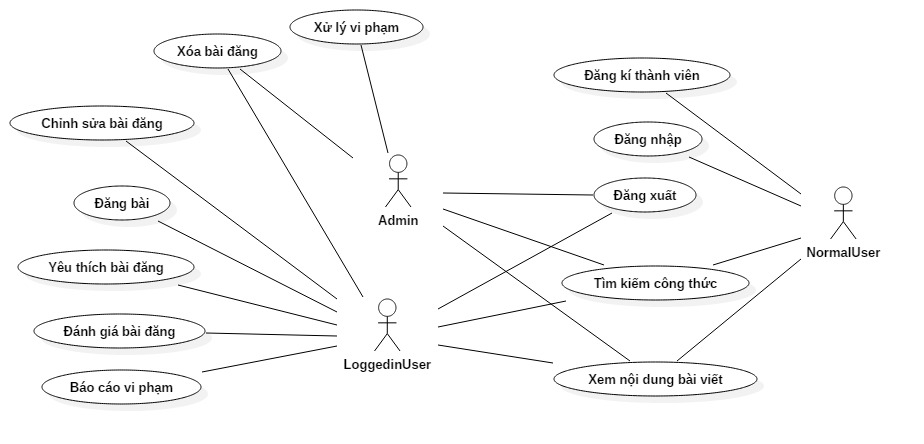 Xử lý vi phạm
Xóa bài đăng
Đăng kí thành viên
Chỉnh sửa bài đăng
Đăng nhập
Đăng bài
Đăng xuất
Admin
NormalUser
Yêu thích bài đăng
Tìm kiếm công thức
Đánh giá bài đăng
LoggedinUser
Xem nội dung bài viết
Báo cáo vi phạm